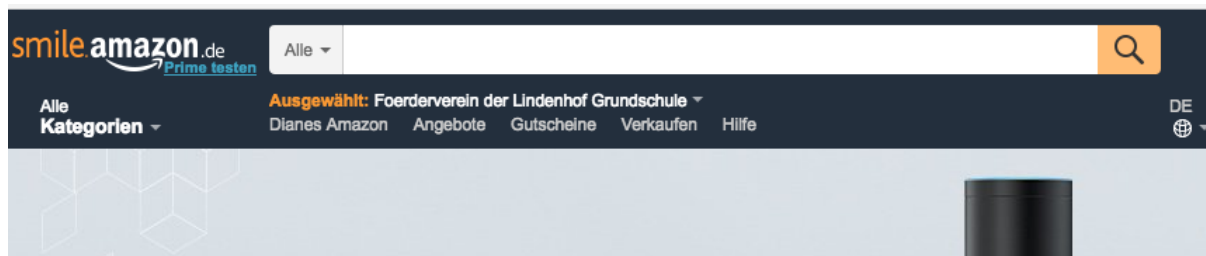 smile.amazon.de
Prime testen
Alle
Alle
Kategorien
Ausgewählt: Foerderverein der Lindenhof Grundschule
Dianes Amazon Angebote Gutscheine Verkaufen Hilfe
DE